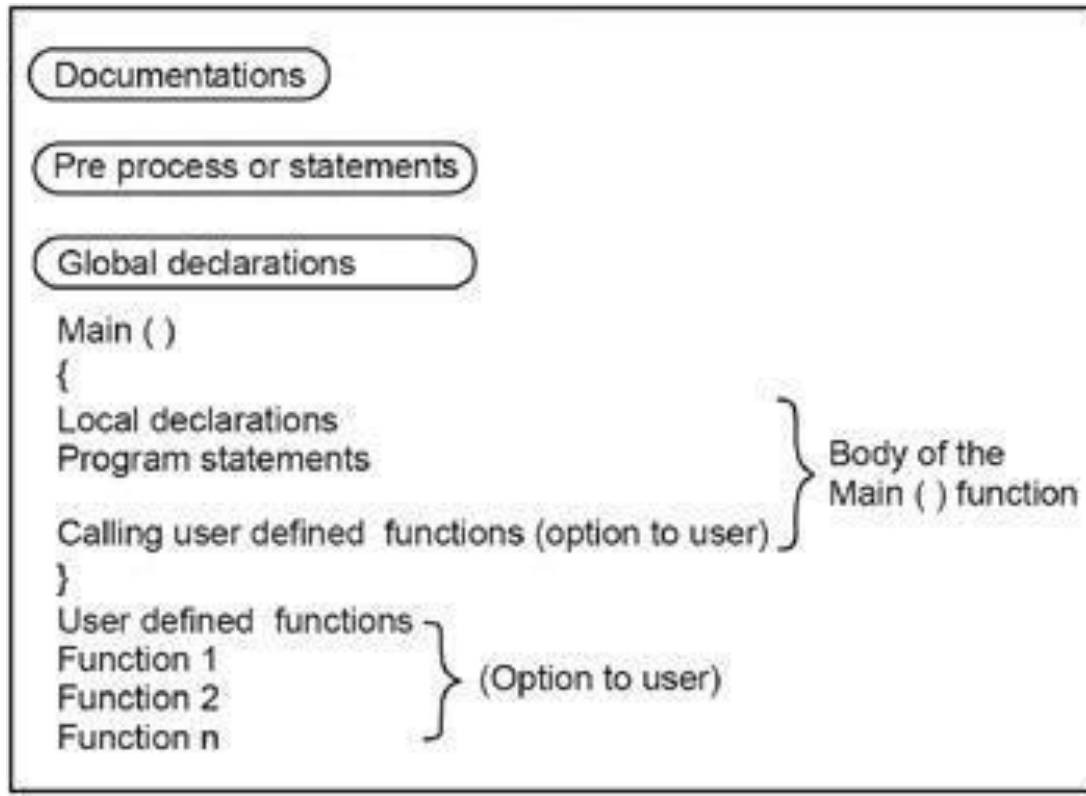 Documentations
Pre process or statements
Global declarations
Main ( )
{
Local declarations
Program statements
Body of the
Main ( ) function
Calling user defined functions (option to user)
}
User defined functions
Function 1
Function 2
Function n
(Option to user)